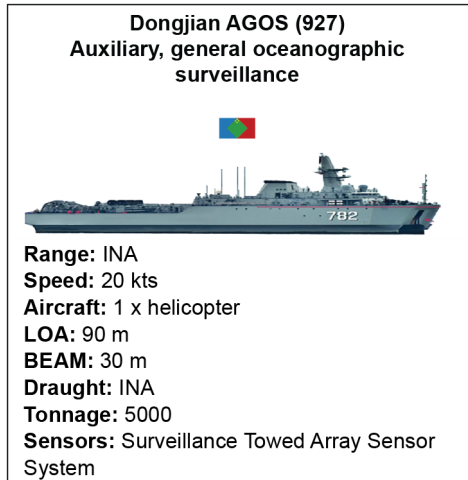 Dongjian AGOS (927)
Auxiliary, general oceanographic
surveillance
782
Range: INA
Speed: 20 kts
Aircraft: 1 x helicopter
LOA: 90 m
BEAM: 30 m
Draught: INA
Tonnage: 5000
Sensors: Surveillance Towed Array Sensor
System